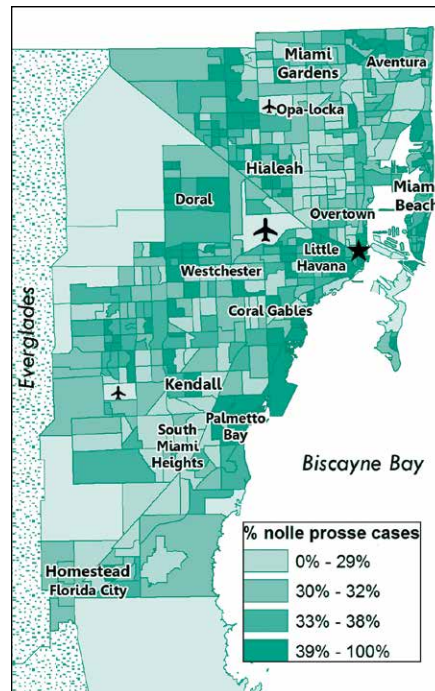 Miami
Gardens
Aventura
Opa-locka
Hialeah
Doral
Miami
Beach
Overtown
Little
Havana
Westchester
Coral Gables
Everglades
Kendall
Palmetto
Bay
South
Miami
Heights
Biscayne Bay
Homestead
Florida City
% nolle prosse cases
0% - 29%
30% - 32%
33% - 38%
39% - 100%